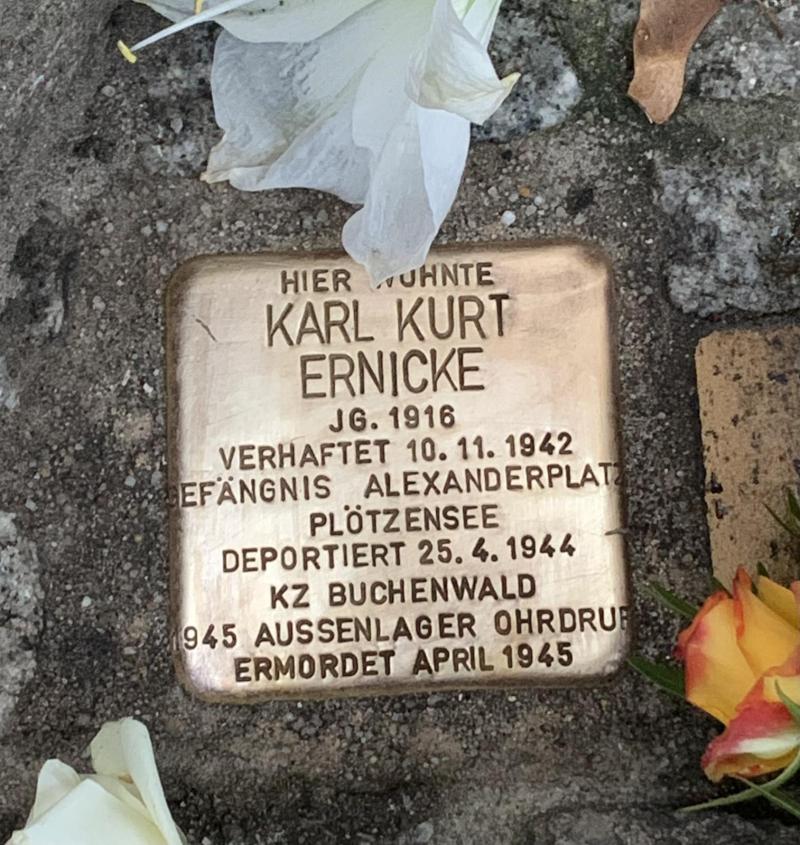 HIER WOHNTE
KARL KURT
ERNICKE
JG. 1916
VERHAFTET 10.11.1942
GEFÄNGNIS ALEXANDERPLATZ
PLÖTZENSEE
DEPORTIERT 25.4.1944
KZ BUCHENWALD
1945 AUSSENLAGER OHRDRUF
ERMORDET APRIL 1945